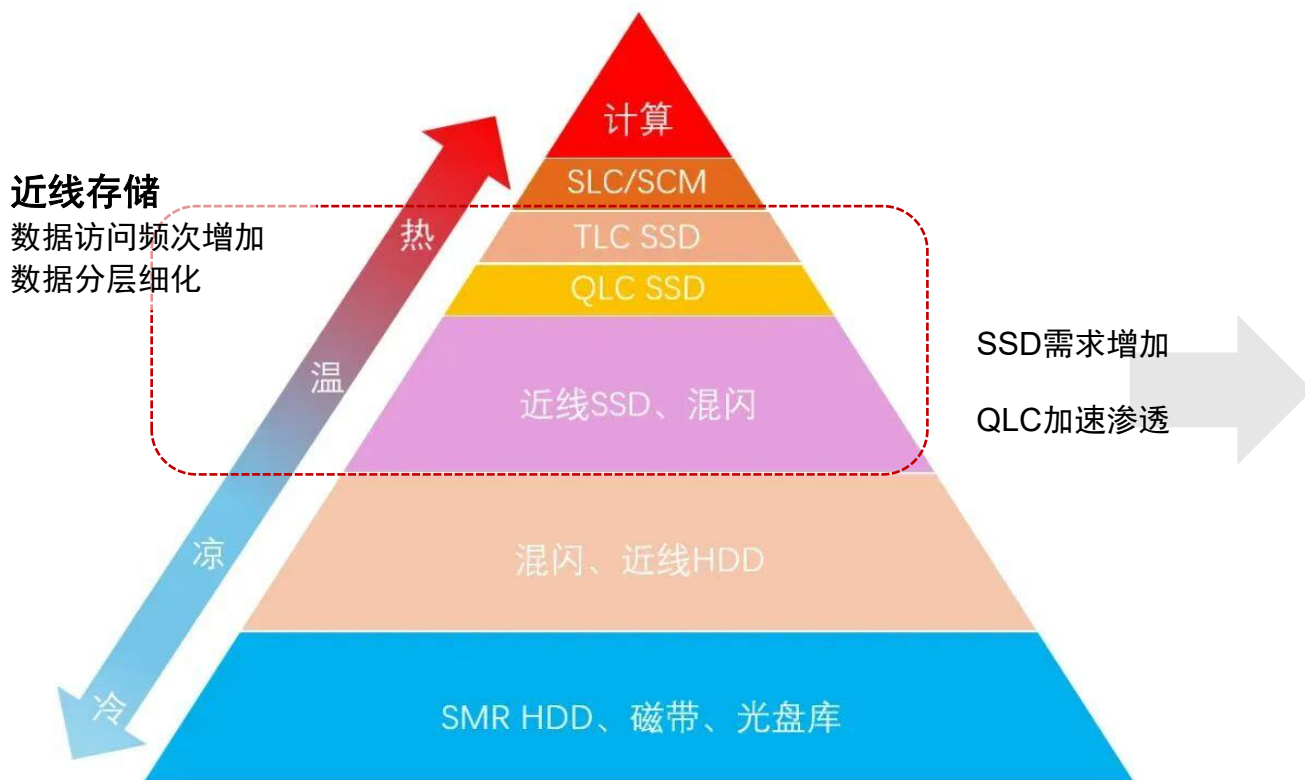 计算
SLC/SCM
近线存储
数据访问频次增加
热
TLC SSD
数据分层细化
QLC SSD
SSD需求增加
温
近线SSD、混闪
QLC加速渗透
凉
混闪、近线HDD
冷
SMR HDD、磁带、光盘库